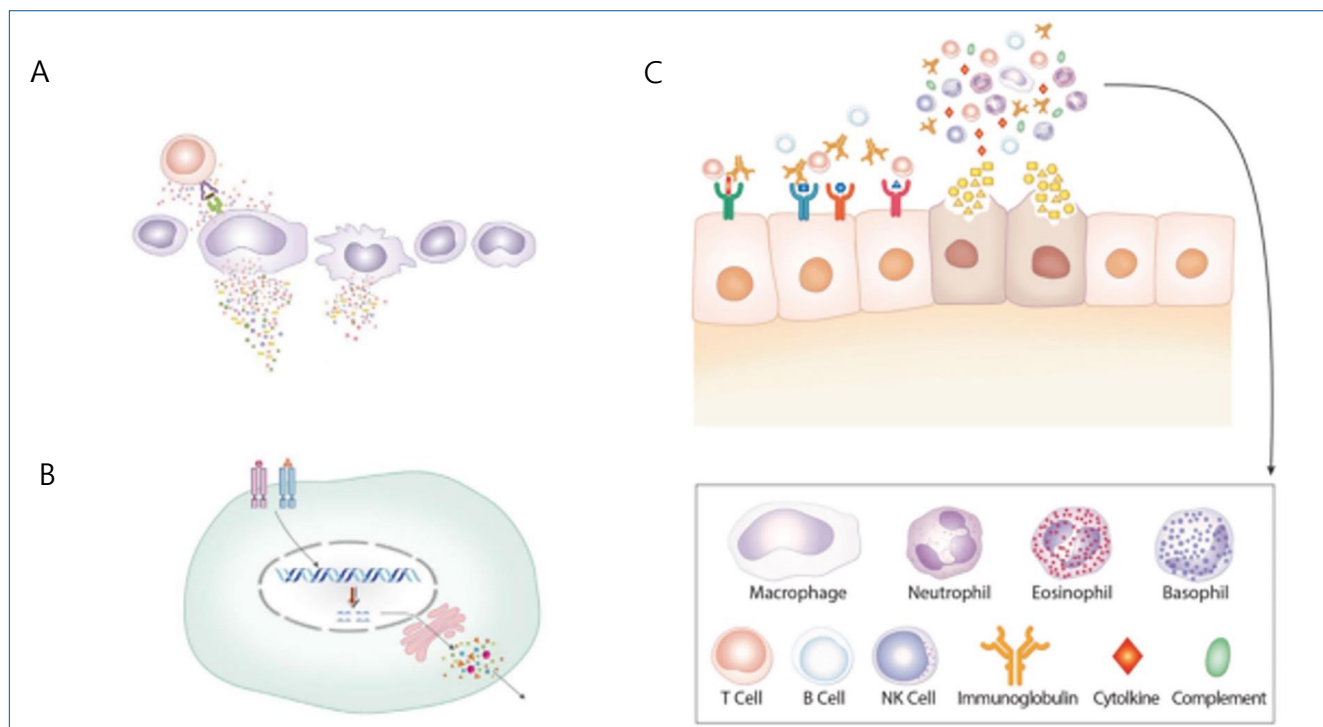 A
C
B
Macrophage
Neutrophil
Eosinophil
Basophil
T Cell
B Cell
NK Cell
Immunoglobulin
Cytolkine
Complement